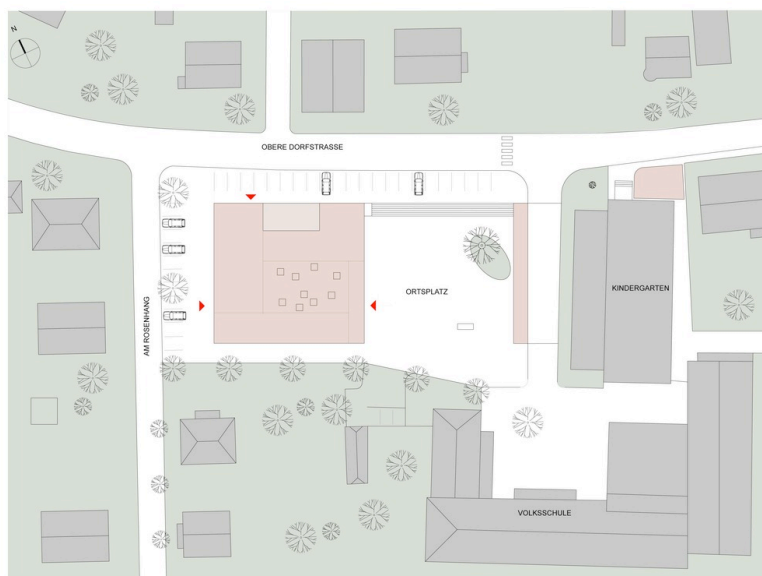 N
OBERE DORFSTRASSE
KINDERGARTEN
ORTSPLATZ
AM ROSENHANG
VOLKSSCHULE